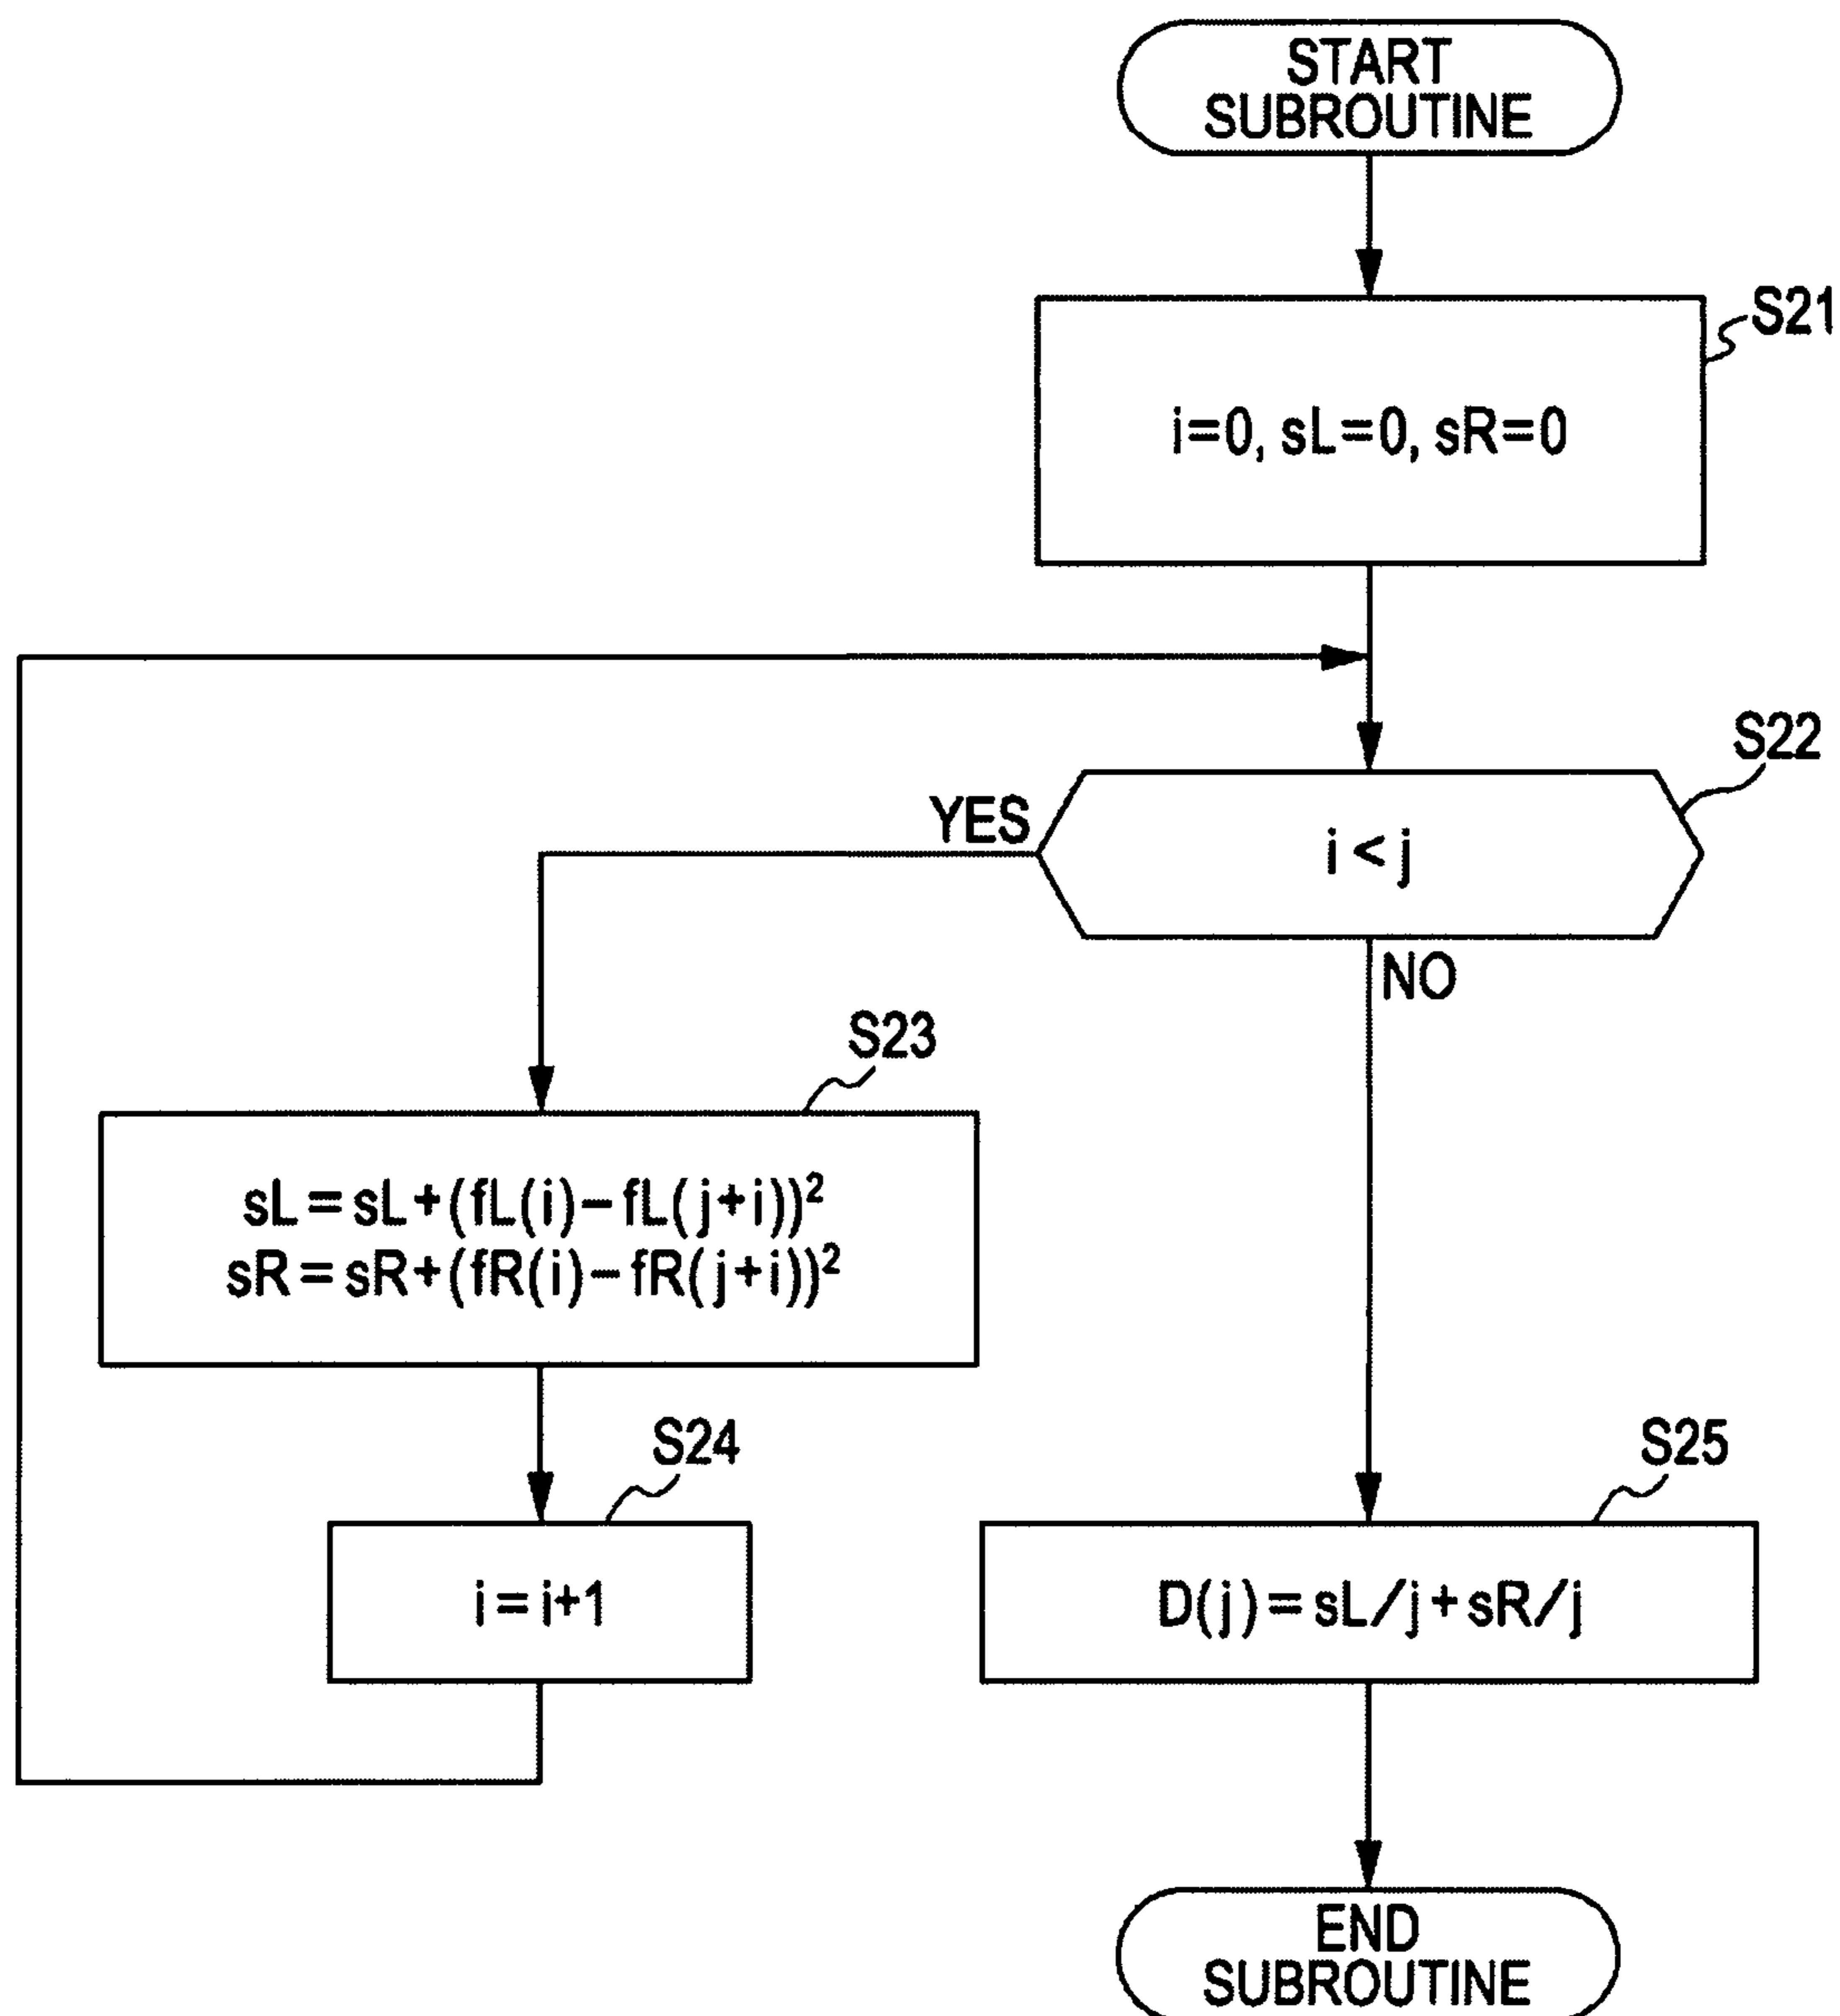 START
SUBROUTINE
S21
i=0, sL=0, sR=0
S22
YES
i < j
NO
S23
sL = sL+(fL(i)−fL(j+i))²
sR = sR+(fR(i)−fR(j+i))²
S24
i = i+1
S25
D(j) = sL/j + sR/j
END
SUBROUTINE